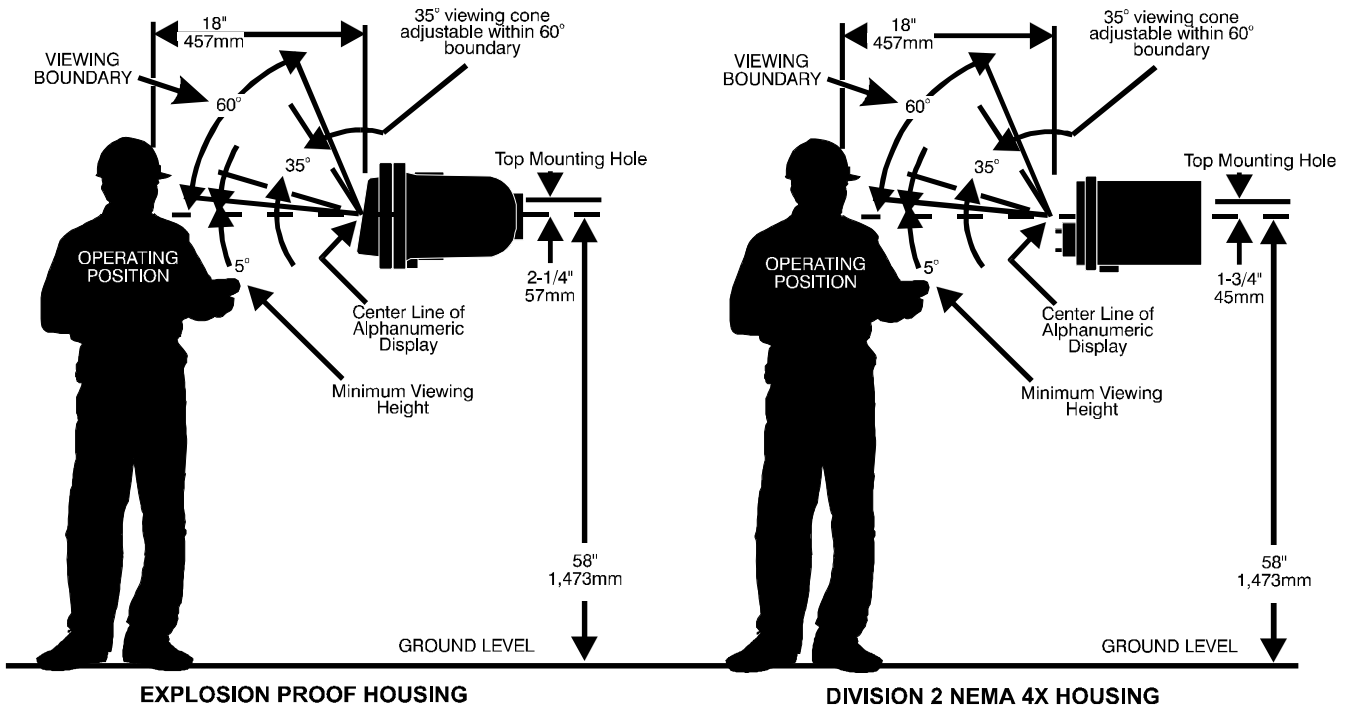 18"
457mm
35° viewing cone
adjustable within 60°
boundary
VIEWING
BOUNDARY
60°
35°
Top Mounting Hole
OPERATING
POSITION
5°
2-1/4"
57mm
Center Line of
Alphanumeric
Display
Minimum Viewing
Height
58"
1,473mm
GROUND LEVEL
EXPLOSION PROOF HOUSING
18"
457mm
35° viewing cone
adjustable within 60°
boundary
VIEWING
BOUNDARY
60°
35°
Top Mounting Hole
OPERATING
POSITION
5°
1-3/4"
45mm
Center Line of
Alphanumeric
Display
Minimum Viewing
Height
58"
1,473mm
GROUND LEVEL
DIVISION 2 NEMA 4X HOUSING